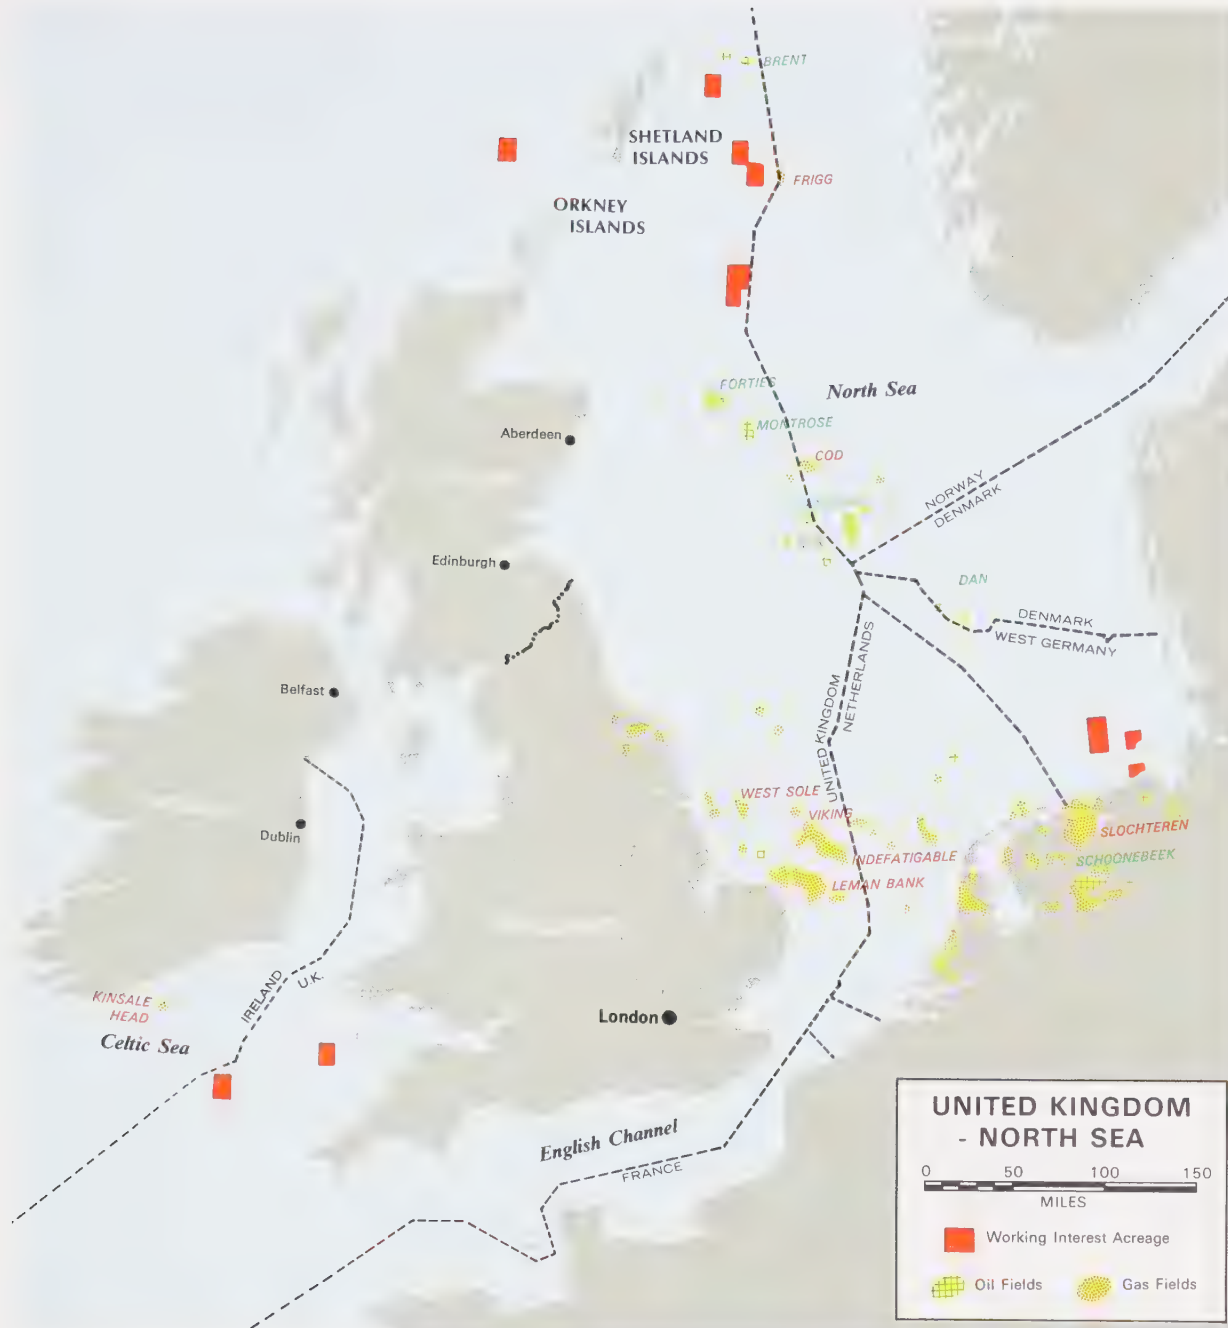 BRENT
SHETLAND
ISLANDS
FRIGG
ORKNEY
ISLANDS
FORTIES
North Sea
MONTROSE
Aberdeen
COD
NORWAY
DENMARK
Edinburgh
DAN
DENMARK
WEST GERMANY
UNITED KINGDOM
NETHERLANDS
Belfast
WEST SOLE
VIKING
SLOCHTEREN
Dublin
INDEFATIGABLE
SCHOONEBEEK
LEMAN BANK
IRELAND
U.K.
KINSALE
HEAD
London
Celtic Sea
English Channel
FRANCE
UNITED KINGDOM
- NORTH SEA
0 50 100 150
MILES
Working Interest Acreage
Oil Fields
Gas Fields